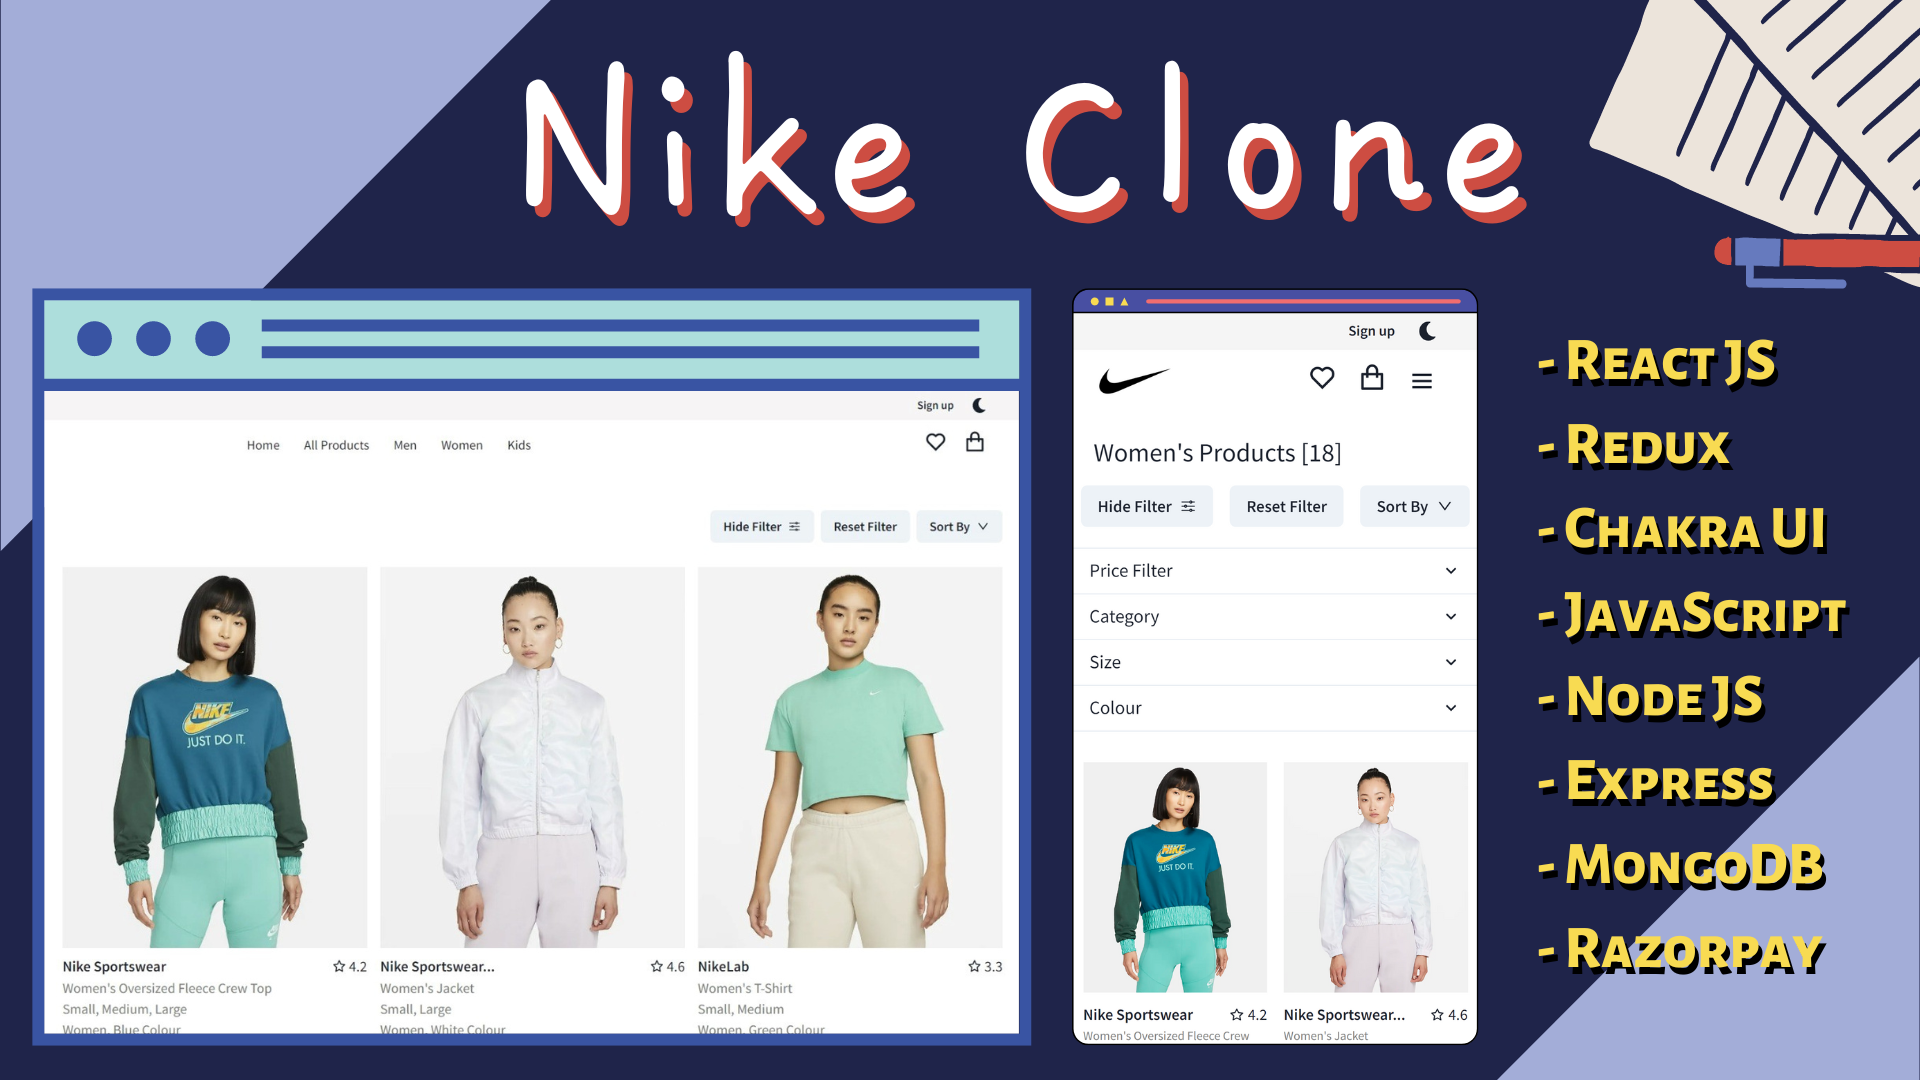 Nike Clone
Sign up
Home All Products Men Women Kids
Hide Filter Reset Filter Sort By
NIKE
JUST DO IT.
Nike Sportswear 4.2
Women's Oversized Fleece Crew Top
Small, Medium, Large
Women, Blue Colour
Nike Sportswear... 4.6
Women's Jacket
Small, Large
Women, White Colour
NikeLab 3.3
Women's T-Shirt
Small, Medium
Women, Green Colour
Sign up
Women's Products [18]
Hide Filter Reset Filter Sort By
Price Filter
Category
Size
Colour
NIKE
JUST DO IT.
Nike Sportswear 4.2
Women's Oversized Fleece Crew
Nike Sportswear... 4.6
Women's Jacket
- React JS
- Redux
- Chakra UI
- JavaScript
- Node JS
- Express
- MongoDB
- Razorpay